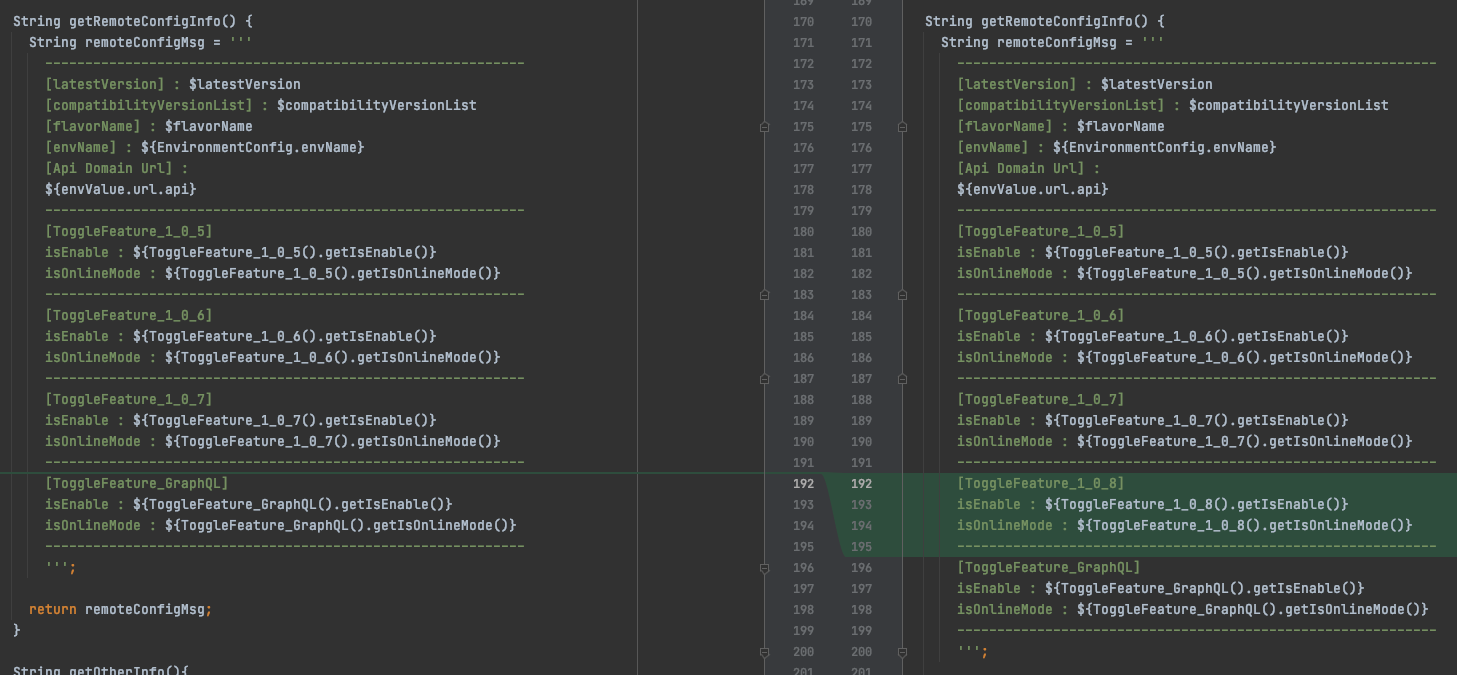 String getRemoteConfigInfo() {
String remoteConfigMsg = '''
------------------------------------------------------------
[latestVersion] : $latestVersion
[compatibilityVersionList] : $compatibilityVersionList
[flavorName] : $flavorName
[envName] : ${EnvironmentConfig.envName}
[Api Domain Url] :
${envValue.url.api}
------------------------------------------------------------
[ToggleFeature_1_0_5]
isEnable : ${ToggleFeature_1_0_5().getIsEnable()}
isOnlineMode : ${ToggleFeature_1_0_5().getIsOnlineMode()}
------------------------------------------------------------
[ToggleFeature_1_0_6]
isEnable : ${ToggleFeature_1_0_6().getIsEnable()}
isOnlineMode : ${ToggleFeature_1_0_6().getIsOnlineMode()}
------------------------------------------------------------
[ToggleFeature_1_0_7]
isEnable : ${ToggleFeature_1_0_7().getIsEnable()}
isOnlineMode : ${ToggleFeature_1_0_7().getIsOnlineMode()}
------------------------------------------------------------
[ToggleFeature_GraphQL]
isEnable : ${ToggleFeature_GraphQL().getIsEnable()}
isOnlineMode : ${ToggleFeature_GraphQL().getIsOnlineMode()}
------------------------------------------------------------
''';
return remoteConfigMsg;
}
String getOtherInfo(){
189 189
170 170
171 171
172 172
173 173
174 174
175 175
176 176
177 177
178 178
179 179
180 180
181 181
182 182
183 183
184 184
185 185
186 186
187 187
188 188
189 189
190 190
191 191
192 192
193 193
194 194
195 195
196 196
197 197
198 198
199 199
200 200
201 201
String getRemoteConfigInfo() {
String remoteConfigMsg = '''
------------------------------------------------------------
[latestVersion] : $latestVersion
[compatibilityVersionList] : $compatibilityVersionList
[flavorName] : $flavorName
[envName] : ${EnvironmentConfig.envName}
[Api Domain Url] :
${envValue.url.api}
------------------------------------------------------------
[ToggleFeature_1_0_5]
isEnable : ${ToggleFeature_1_0_5().getIsEnable()}
isOnlineMode : ${ToggleFeature_1_0_5().getIsOnlineMode()}
------------------------------------------------------------
[ToggleFeature_1_0_6]
isEnable : ${ToggleFeature_1_0_6().getIsEnable()}
isOnlineMode : ${ToggleFeature_1_0_6().getIsOnlineMode()}
------------------------------------------------------------
[ToggleFeature_1_0_7]
isEnable : ${ToggleFeature_1_0_7().getIsEnable()}
isOnlineMode : ${ToggleFeature_1_0_7().getIsOnlineMode()}
------------------------------------------------------------
[ToggleFeature_1_0_8]
isEnable : ${ToggleFeature_1_0_8().getIsEnable()}
isOnlineMode : ${ToggleFeature_1_0_8().getIsOnlineMode()}
------------------------------------------------------------
[ToggleFeature_GraphQL]
isEnable : ${ToggleFeature_GraphQL().getIsEnable()}
isOnlineMode : ${ToggleFeature_GraphQL().getIsOnlineMode()}
------------------------------------------------------------
''';